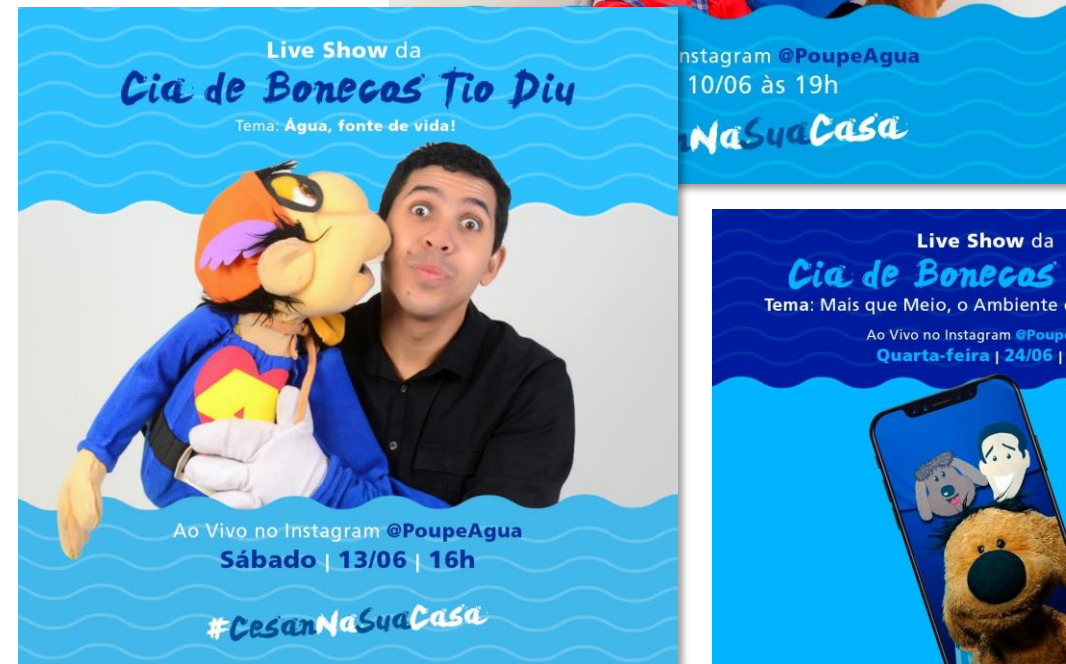 Live Show da
Cia de Bonecos Tio Diu
Tema: Água, fonte de vida!
Ao Vivo no Instagram @PoupeAgua
Sábado | 13/06 | 16h
#CesanNaSuaCasa
nstagram @PoupeAgua
10/06 às 19h
NaSuaCasa
Live Show da
Cia de Bonecos
Tema: Mais que Meio, o Ambiente
Ao Vivo no Instagram @Poupe
Quarta-feira | 24/06 |